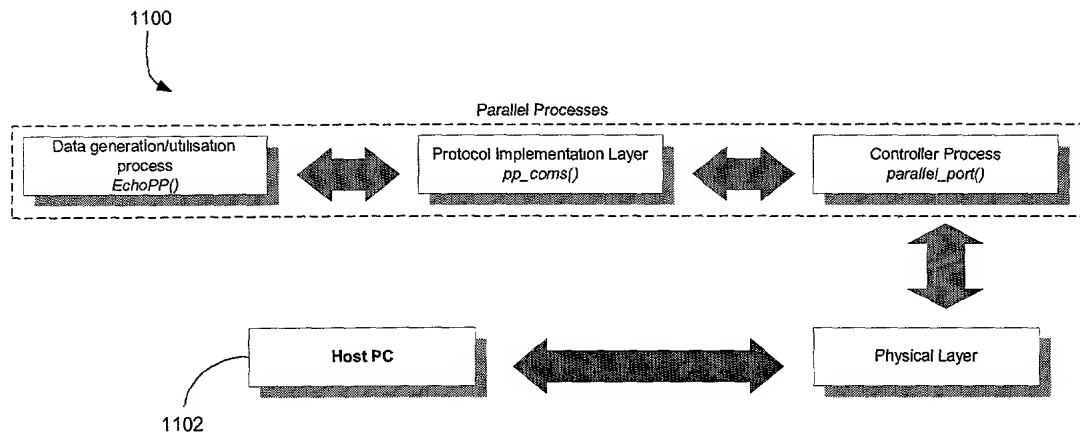 1100
Parallel Processes
Data generation/utilisation
process
EchoPP()
Protocol Implementation Layer
pp_coms()
Controller Process
parallel_port()
Host PC
Physical Layer
1102